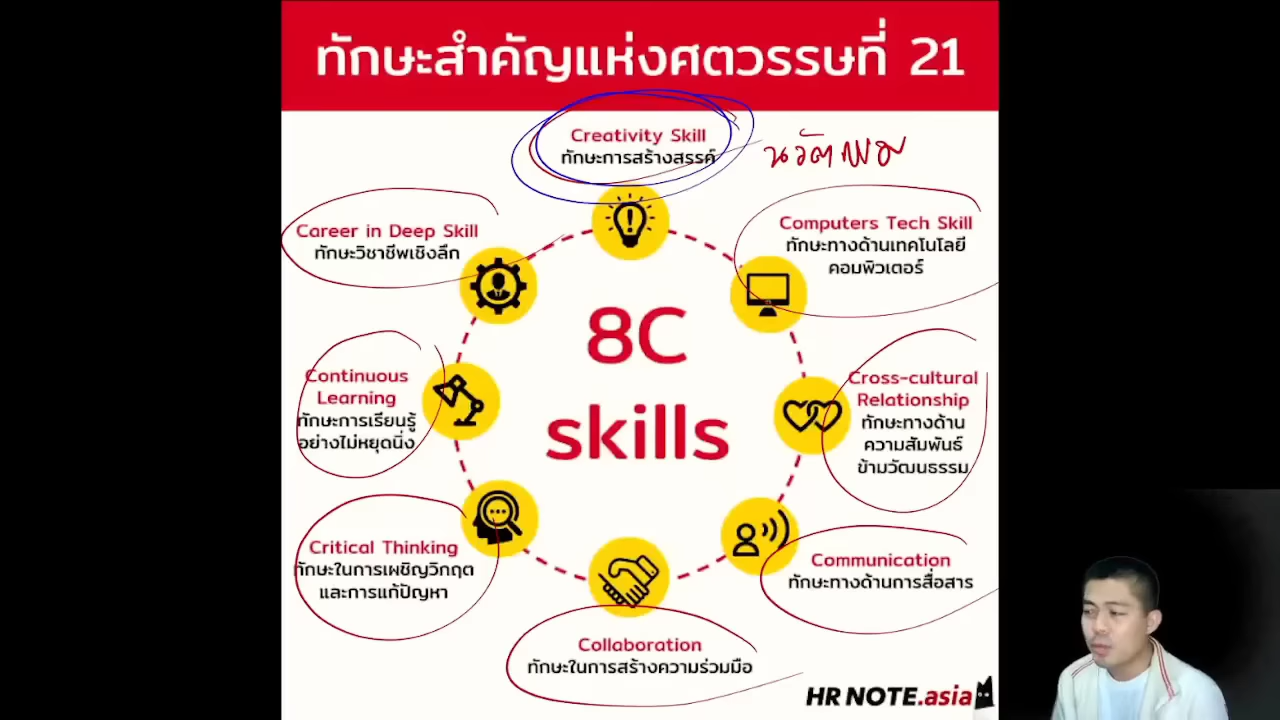 ทักษะสำคัญแห่งศตวรรษที่ 21
Creativity Skill
ทักษะการสร้างสรรค์
Computers Tech Skill
ทักษะทางด้านเทคโนโลยี
คอมพิวเตอร์
Cross-cultural
Relationship
ทักษะทางด้าน
ความสัมพันธ์
ข้ามวัฒนธรรม
Communication
ทักษะทางด้านการสื่อสาร
Collaboration
ทักษะในการสร้างความร่วมมือ
Critical Thinking
ทักษะในการเผชิญวิกฤต
และการแก้ปัญหา
Continuous
Learning
ทักษะการเรียนรู้
อย่างไม่หยุดนิ่ง
Career in Deep Skill
ทักษะวิชาชีพเชิงลึก
8C
skills
HR NOTE.asia